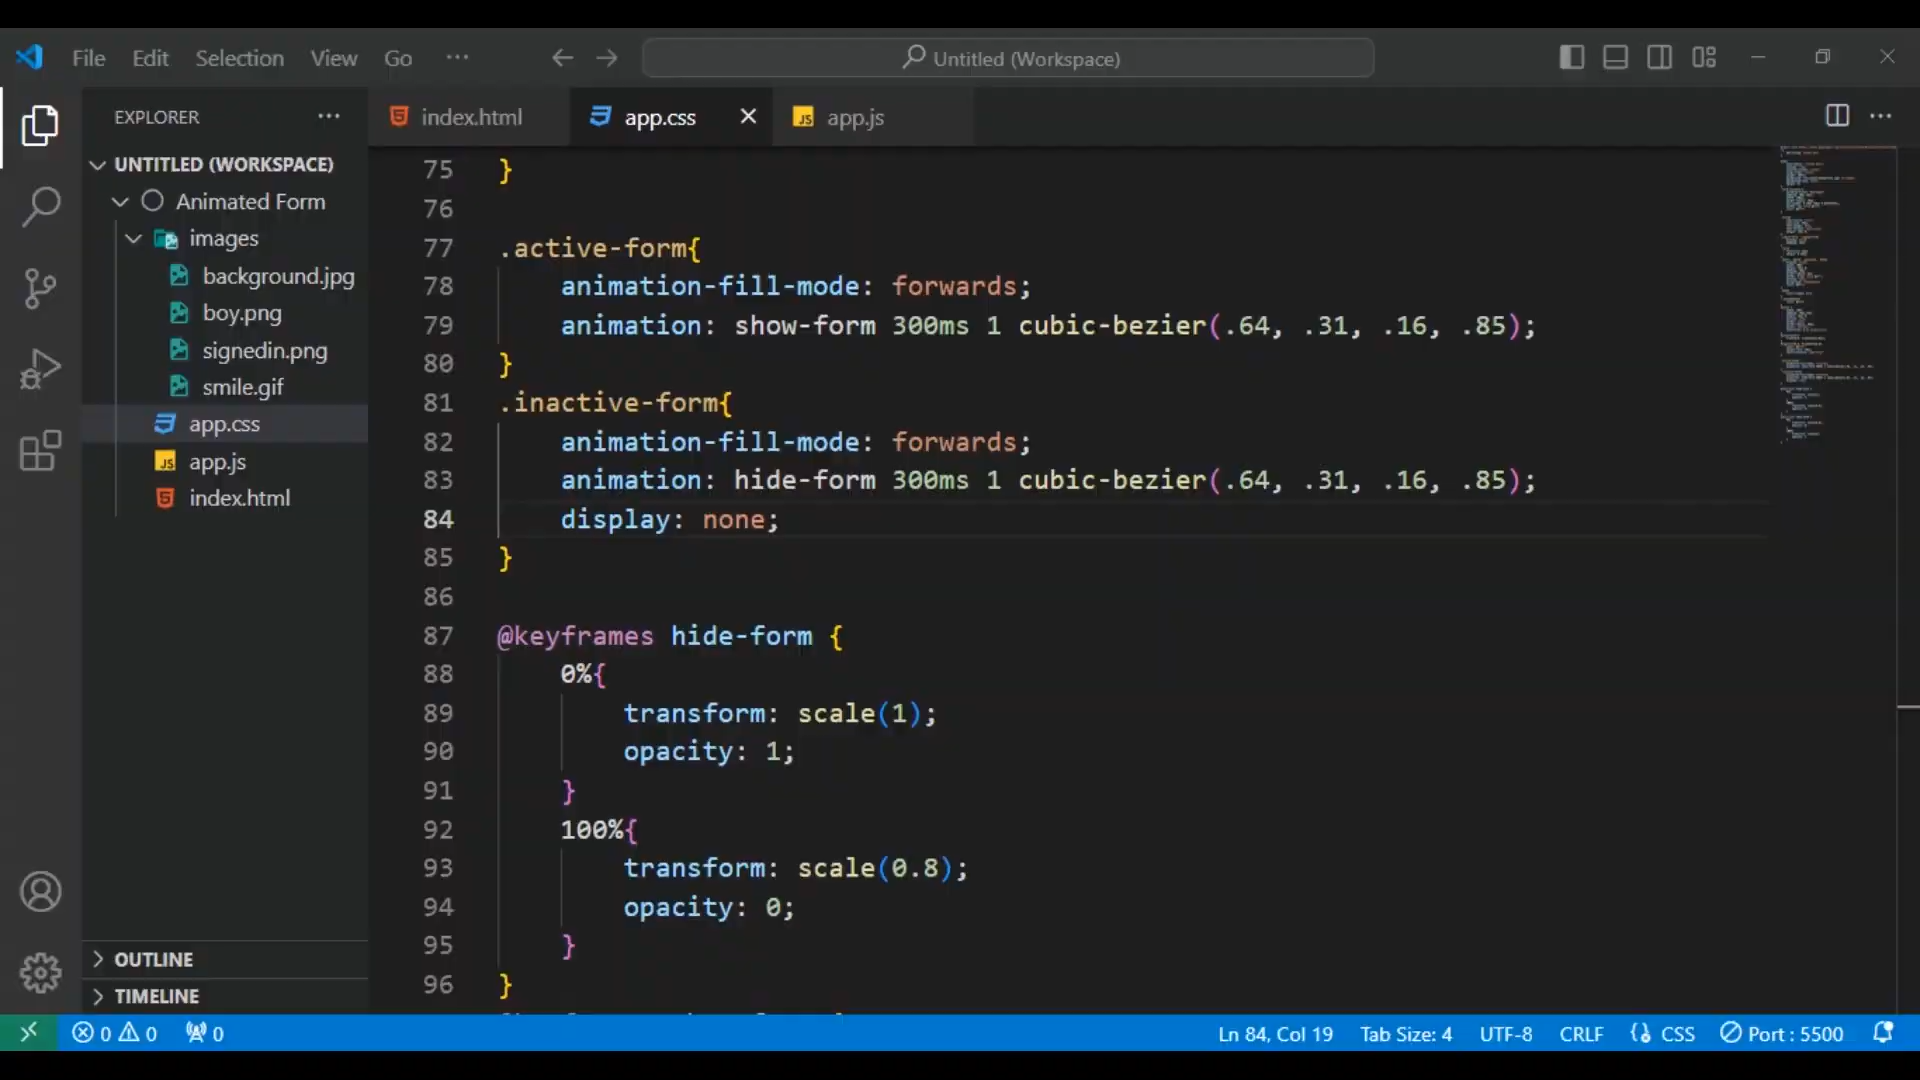 File Edit Selection View Go ··· Untitled (Workspace)
EXPLORER ···
UNTITLED (WORKSPACE)
Animated Form
images
background.jpg
boy.png
signedin.png
smile.gif
app.css
JS app.js
index.html
OUTLINE
TIMELINE
index.html
app.css
JS app.js
75 }
76
77 .active-form{
78 animation-fill-mode: forwards;
79 animation: show-form 300ms 1 cubic-bezier(.64, .31, .16, .85);
80 }
81 .inactive-form{
82 animation-fill-mode: forwards;
83 animation: hide-form 300ms 1 cubic-bezier(.64, .31, .16, .85);
84 display: none;
85 }
86
87 @keyframes hide-form {
88 0%{
89 transform: scale(1);
90 opacity: 1;
91 }
92 100%{
93 transform: scale(0.8);
94 opacity: 0;
95 }
96 }
0 0 0 Ln 84, Col 19 Tab Size: 4 UTF-8 CRLF CSS Port : 5500